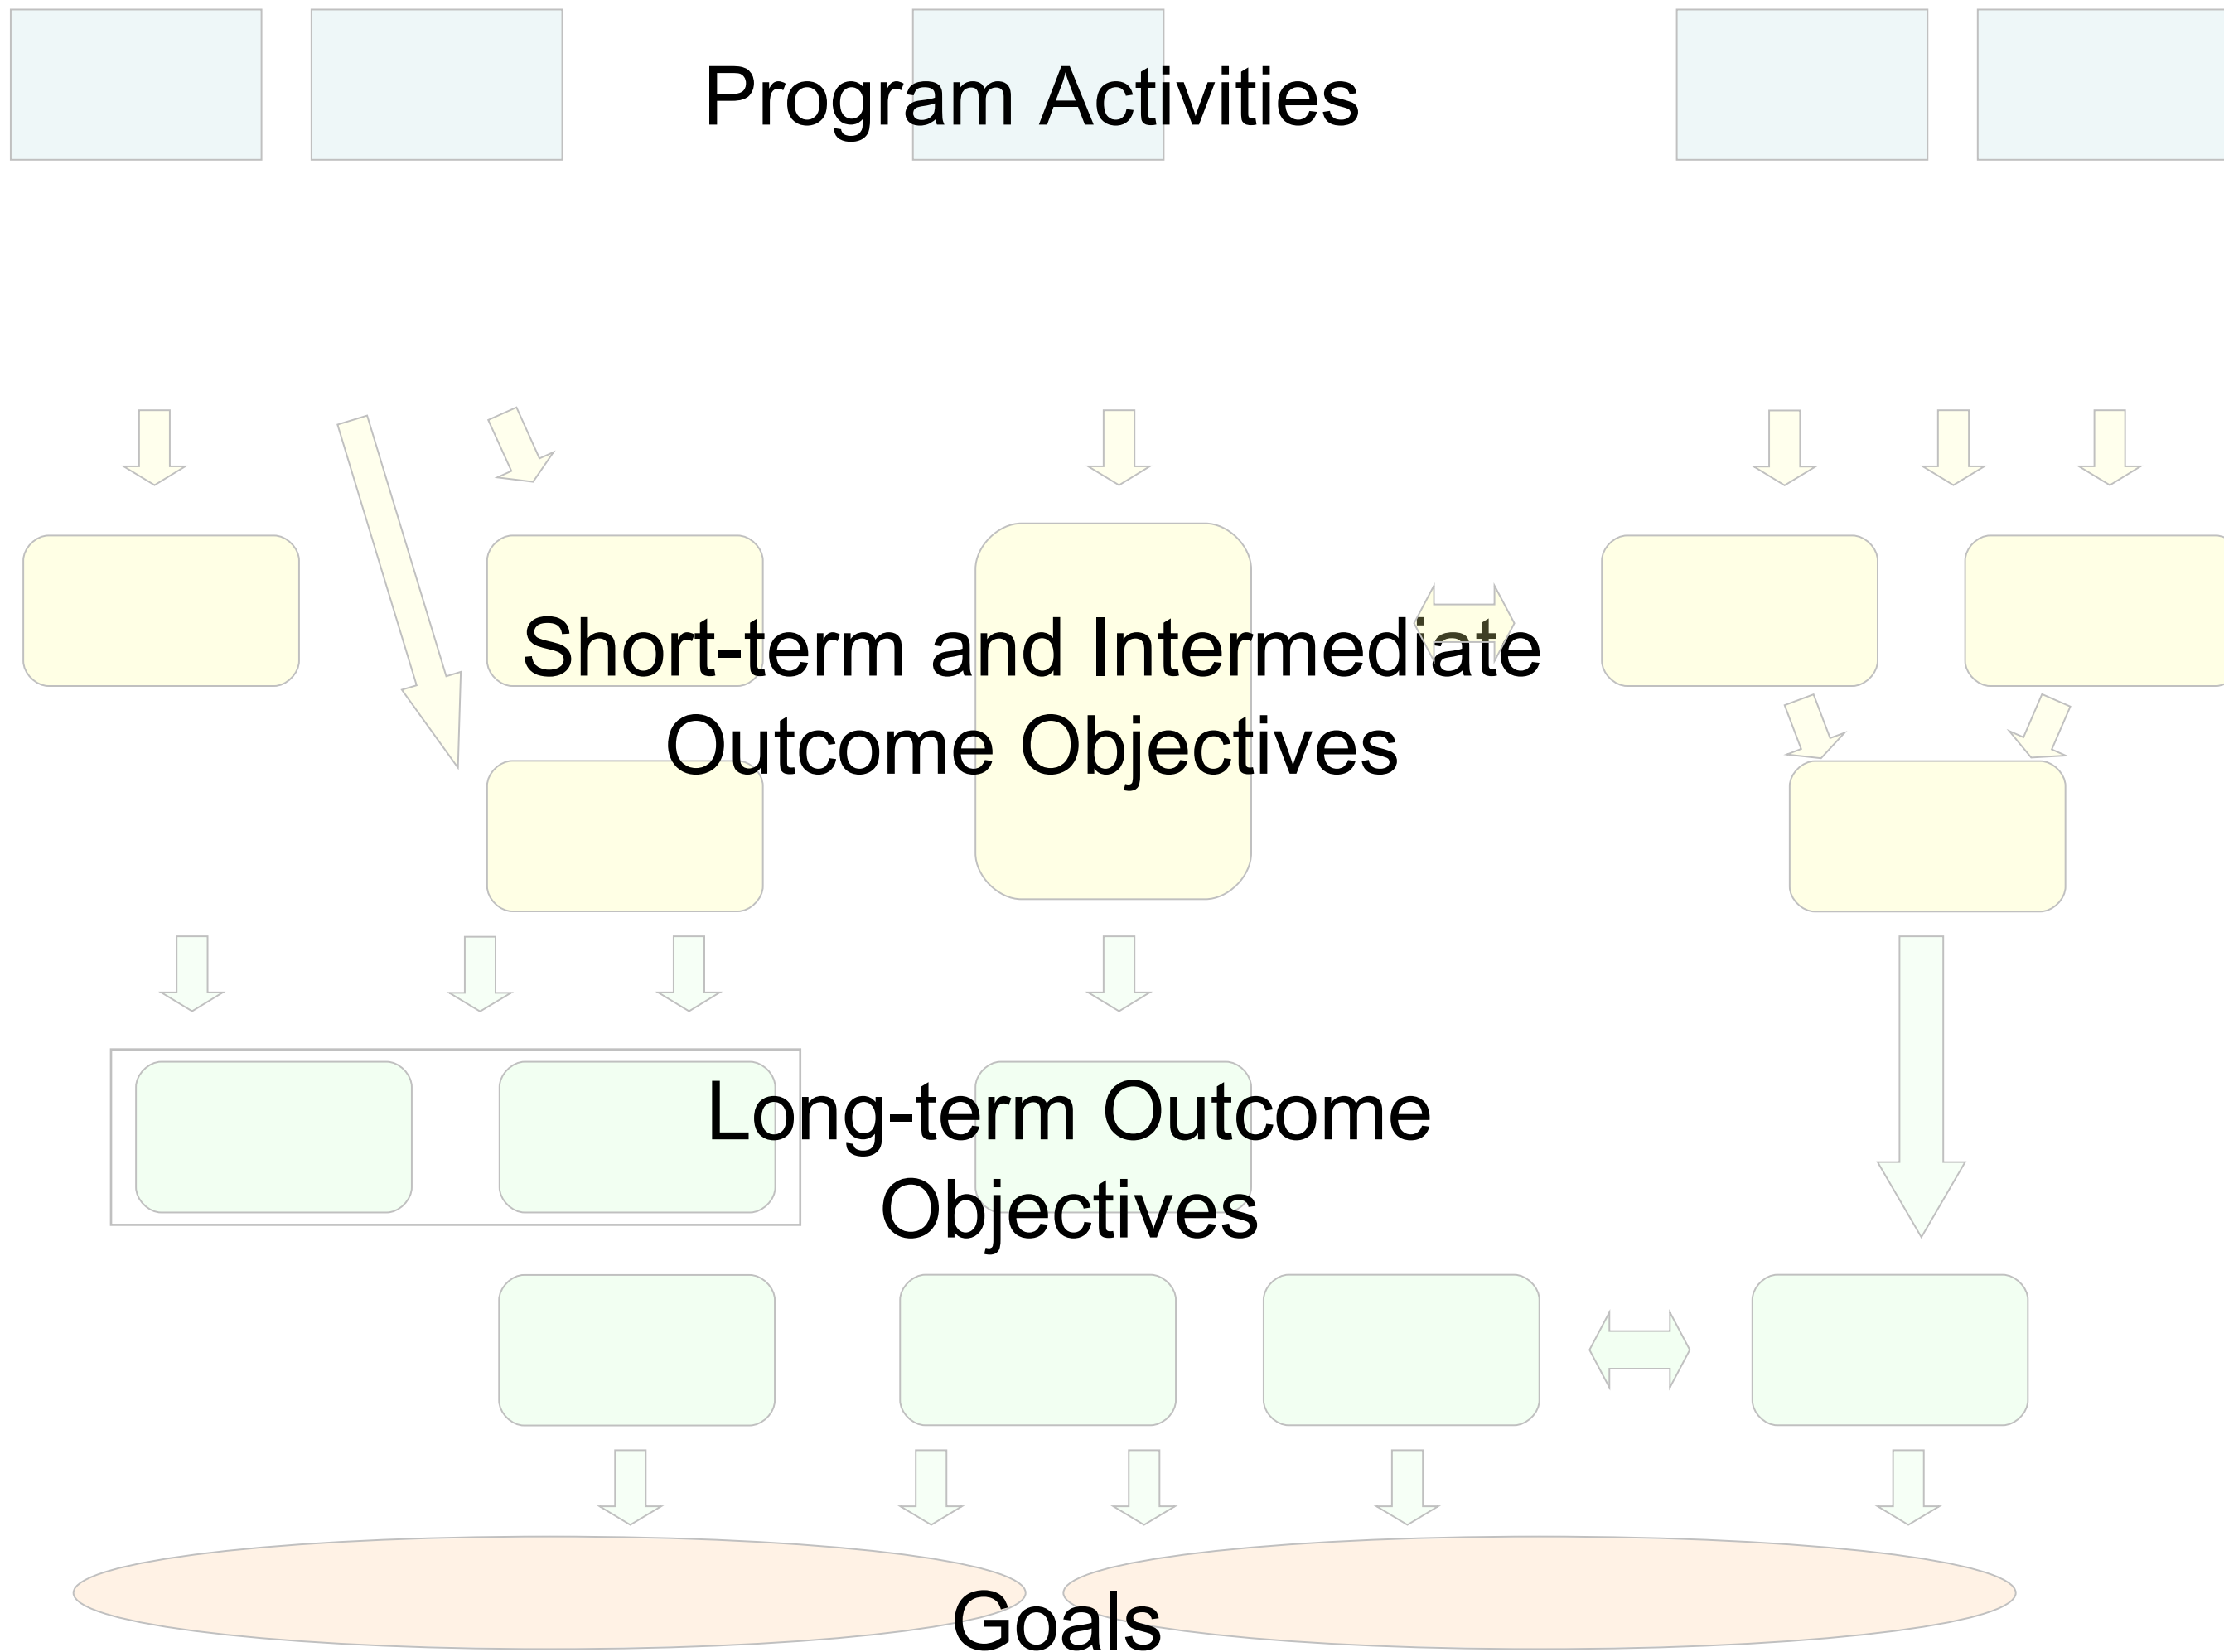 Program Activities
Short-term and Intermediate
Outcome Objectives
Long-term Outcome
Objectives
Goals